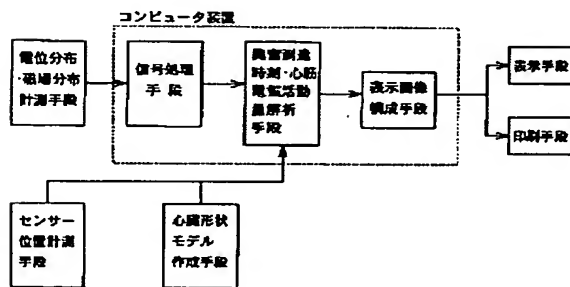 コンピュータ装置
電位分布
・磁場分布
計測手段
信号処理
手段
興奮到達
時刻・心筋
電気活動
量解析
手段
表示画像
構成手段
表示手段
印刷手段
センサー
位置計測
手段
心臓形状
モデル
作成手段